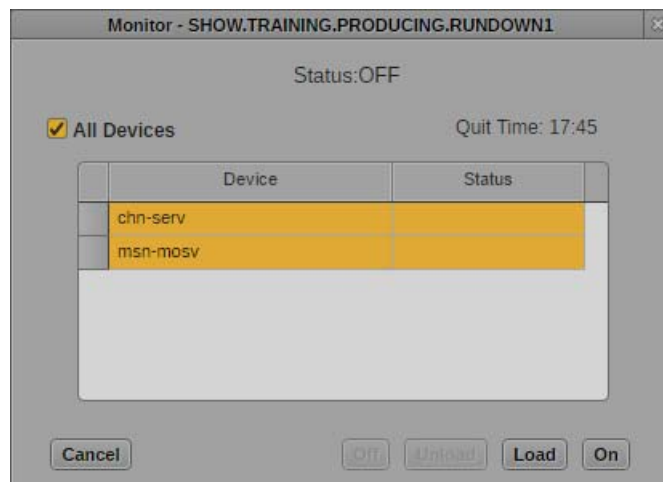 Monitor - SHOW.TRAINING.PRODUCING.RUNDOWN1
Status:OFF
All Devices
Quit Time: 17:45
Device Status
chn-serv
msn-mosv
Cancel Off Unload Load On